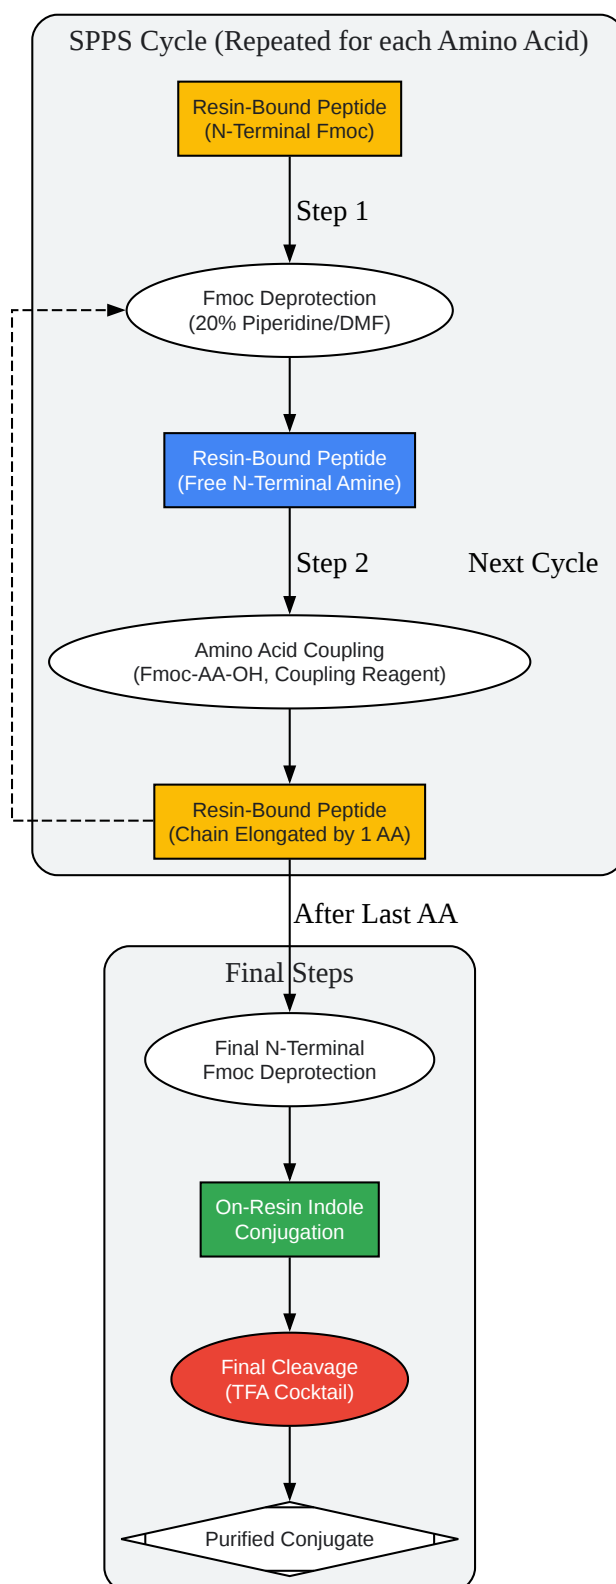 SPPS Cycle (Repeated for each Amino Acid)
Resin-Bound Peptide
(N-Terminal Fmoc)
Step 1
Fmoc Deprotection
(20% Piperidine/DMF)
Resin-Bound Peptide
(Free N-Terminal Amine)
Step 2
Next Cycle
Amino Acid Coupling
(Fmoc-AA-OH, Coupling Reagent)
Resin-Bound Peptide
(Chain Elongated by 1 AA)
After Last AA
Final Steps
Final N-Terminal
Fmoc Deprotection
On-Resin Indole
Conjugation
Final Cleavage
(TFA Cocktail)
Purified Conjugate